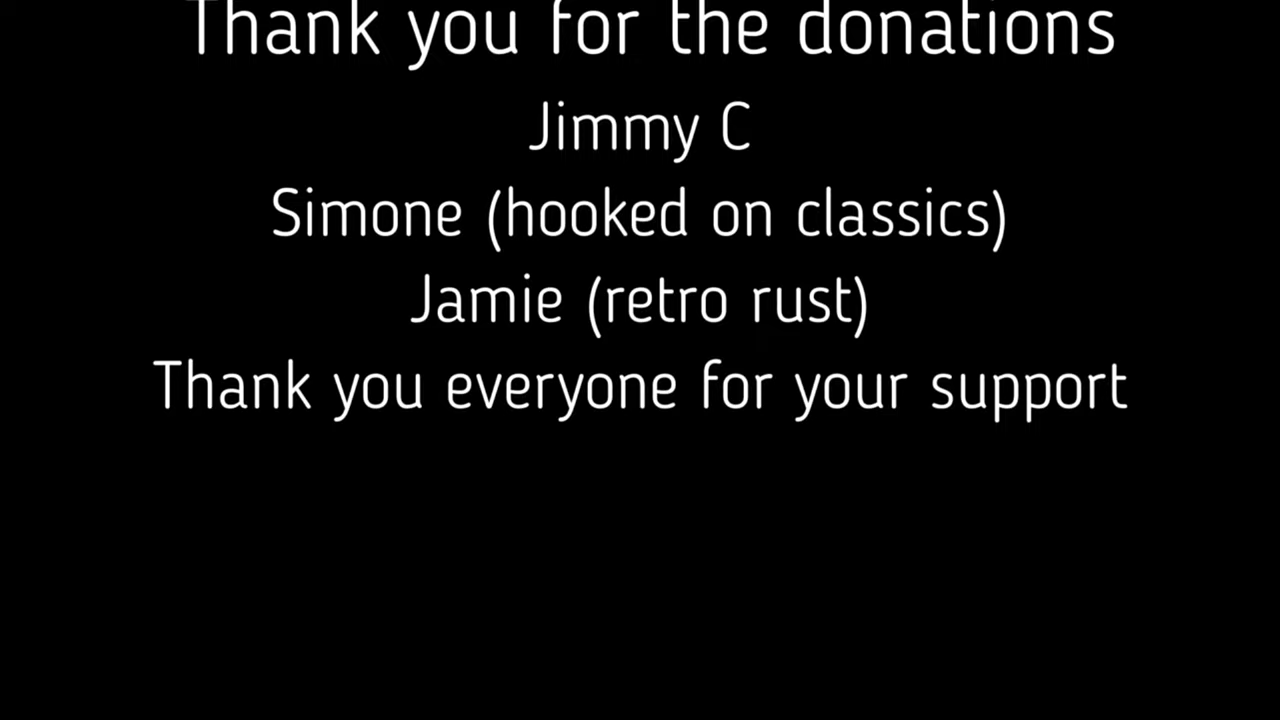 Thank you for the donations
Jimmy C
Simone (hooked on classics)
Jamie (retro rust)
Thank you everyone for your support